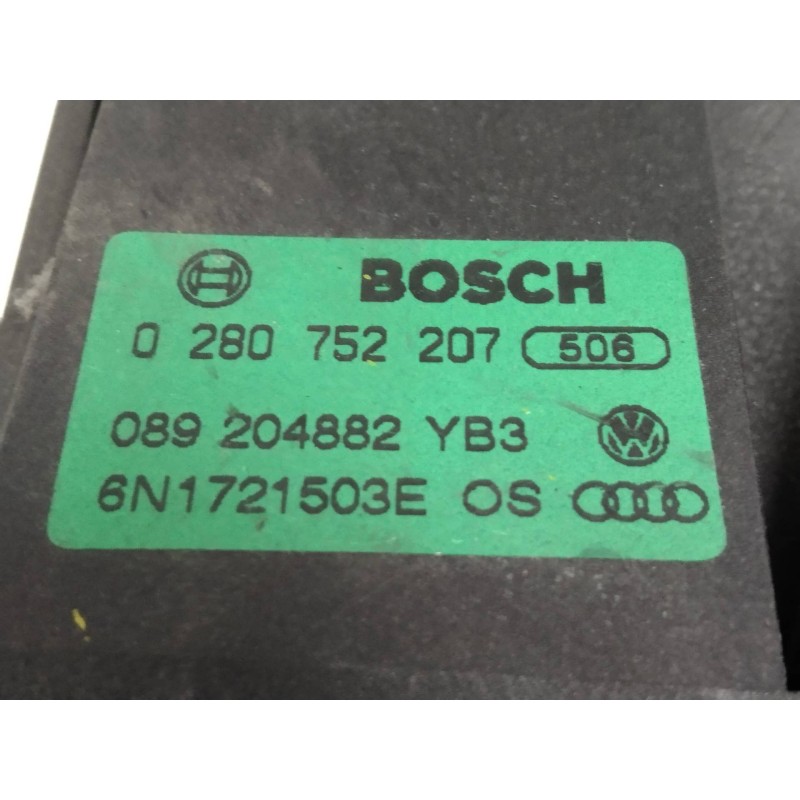 BOSCH
0 280 752 207 506
089 204882 YB3
6N1721503E OS